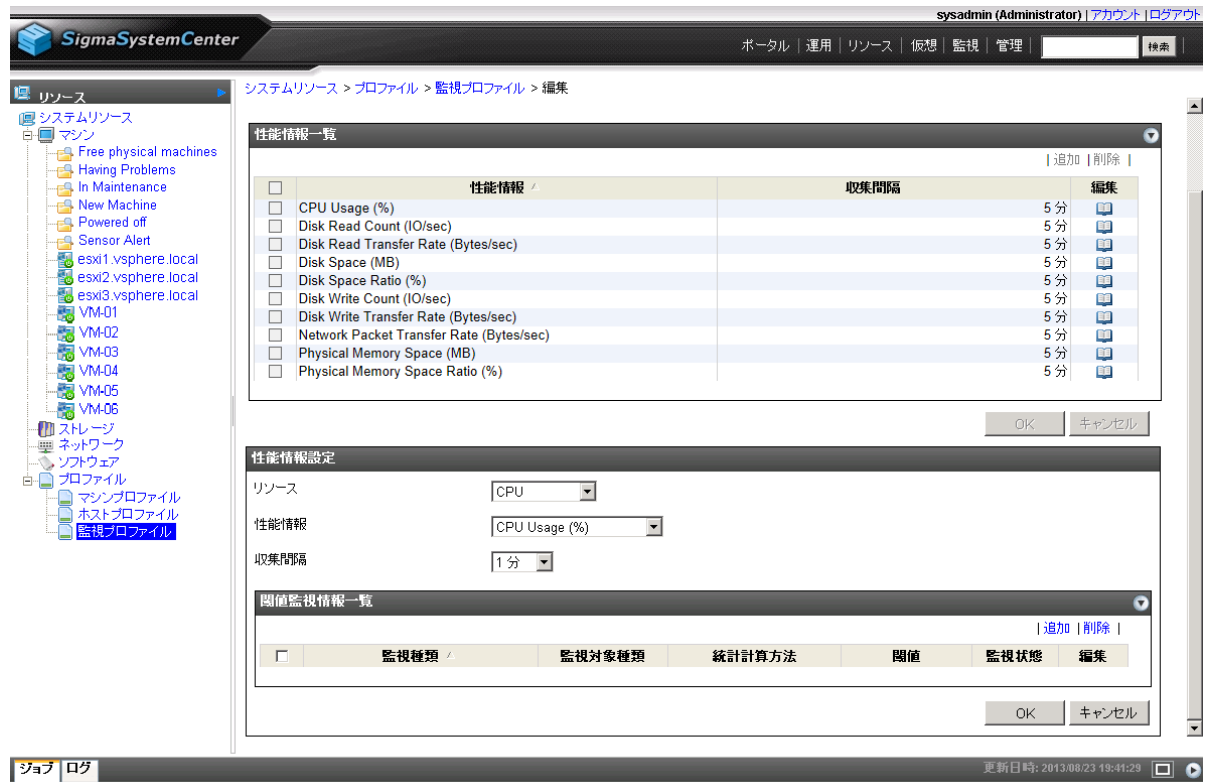 sysadmin (Administrator) | アカウント | ログアウト
SigmaSystemCenter
ポータル | 運用 | リソース | 仮想 | 監視 | 管理 | 検索 |
リソース
システムリソース
マシン
Free physical machines
Having Problems
In Maintenance
New Machine
Powered off
Sensor Alert
esxi1.vsphere.local
esxi2.vsphere.local
esxi3.vsphere.local
VM-01
VM-02
VM-03
VM-04
VM-05
VM-06
ストレージ
ネットワーク
ソフトウェア
プロファイル
マシンプロファイル
ホストプロファイル
監視プロファイル
システムリソース > プロファイル > 監視プロファイル > 編集
性能情報一覧
| 追加 | 削除 |
性能情報 収集間隔 編集
CPU Usage (%) 5 分
Disk Read Count (IO/sec) 5 分
Disk Read Transfer Rate (Bytes/sec) 5 分
Disk Space (MB) 5 分
Disk Space Ratio (%) 5 分
Disk Write Count (IO/sec) 5 分
Disk Write Transfer Rate (Bytes/sec) 5 分
Network Packet Transfer Rate (Bytes/sec) 5 分
Physical Memory Space (MB) 5 分
Physical Memory Space Ratio (%) 5 分
OK キャンセル
性能情報設定
リソース CPU
性能情報 CPU Usage (%)
収集間隔 1 分
閾値監視情報一覧
| 追加 | 削除 |
監視種類 監視対象種類 統計計算方法 閾値 監視状態 編集
OK キャンセル
ジョブ ログ
更新日時: 2013/08/23 19:41:29